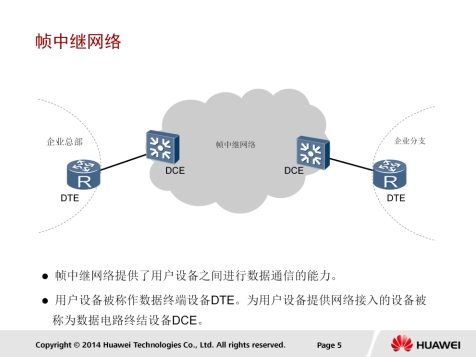 帧中继网络
企业总部
帧中继网络
企业分支
DCE
DCE
R
R
DTE
DTE
● 帧中继网络提供了用户设备之间进行数据通信的能力。
● 用户设备被称作数据终端设备DTE。为用户设备提供网络接入的设备被
称为数据电路终结设备DCE。
Copyright © 2014 Huawei Technologies Co., Ltd. All rights reserved.
Page 5
HUAWEI